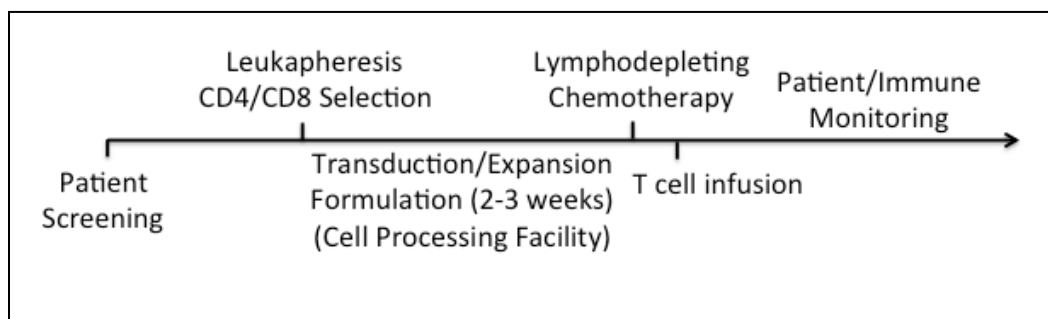 Leukapheresis
CD4/CD8 Selection
Lymphodepleting
Chemotherapy
Patient/Immune
Monitoring
Patient
Screening
Transduction/Expansion
Formulation (2-3 weeks)
(Cell Processing Facility)
T cell infusion